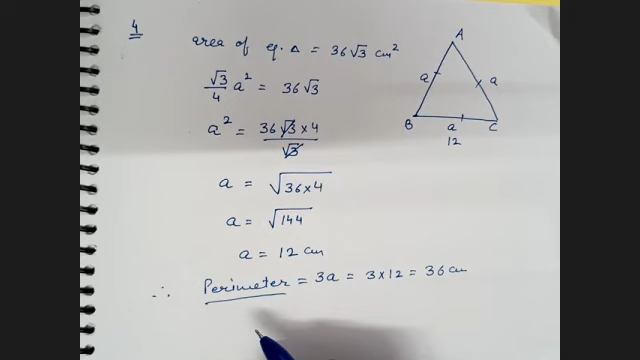 4
area of eq. Δ = 36√3 cm²
√3/4 a² = 36√3
a² = 36√3×4/√3
a = √36×4
a = √144
a = 12 cm
∴ Perimeter = 3a = 3×12 = 36 cm
A
a a
B a C
12